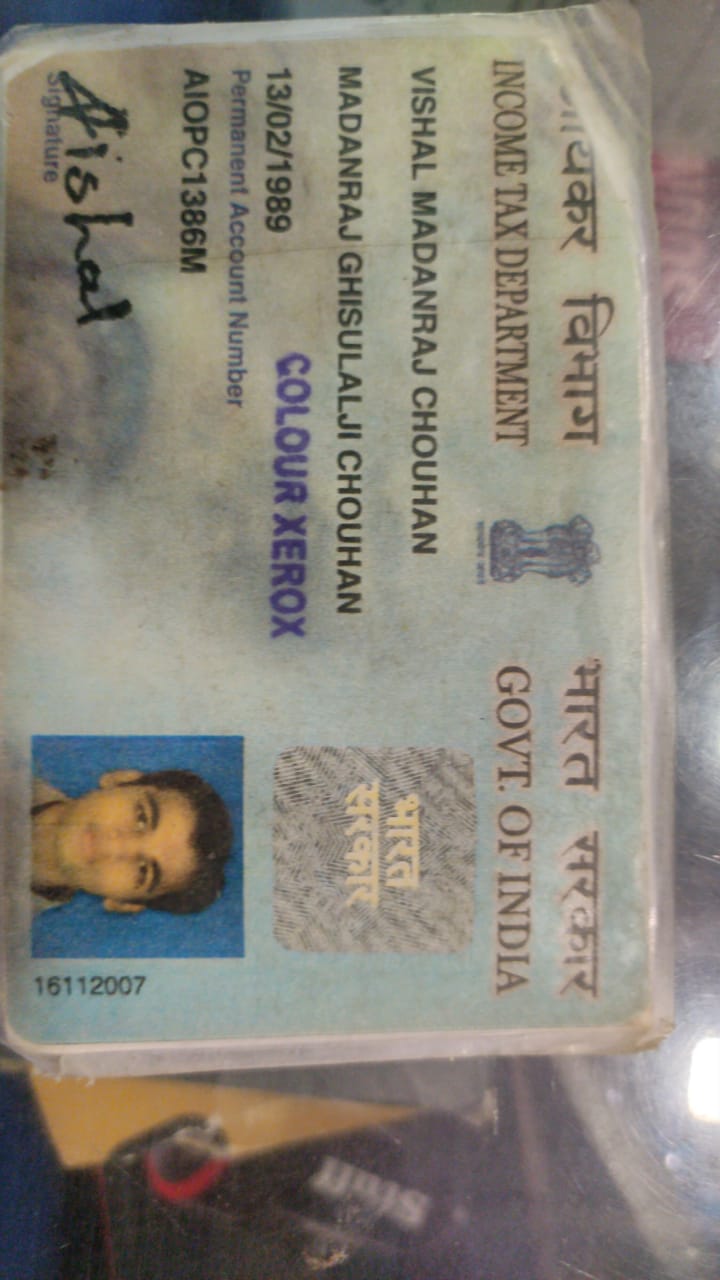 आयकर विभाग
INCOME TAX DEPARTMENT
भारत सरकार
GOVT. OF INDIA
VISHAL MADANRAJ CHOUHAN
MADANRAJ GHISULALJI CHOUHAN
13/02/1989
Permanent Account Number
AIOPC1386M
COLOUR XEROX
Vishal
Signature
भारत
सरकार
16112007
Staff